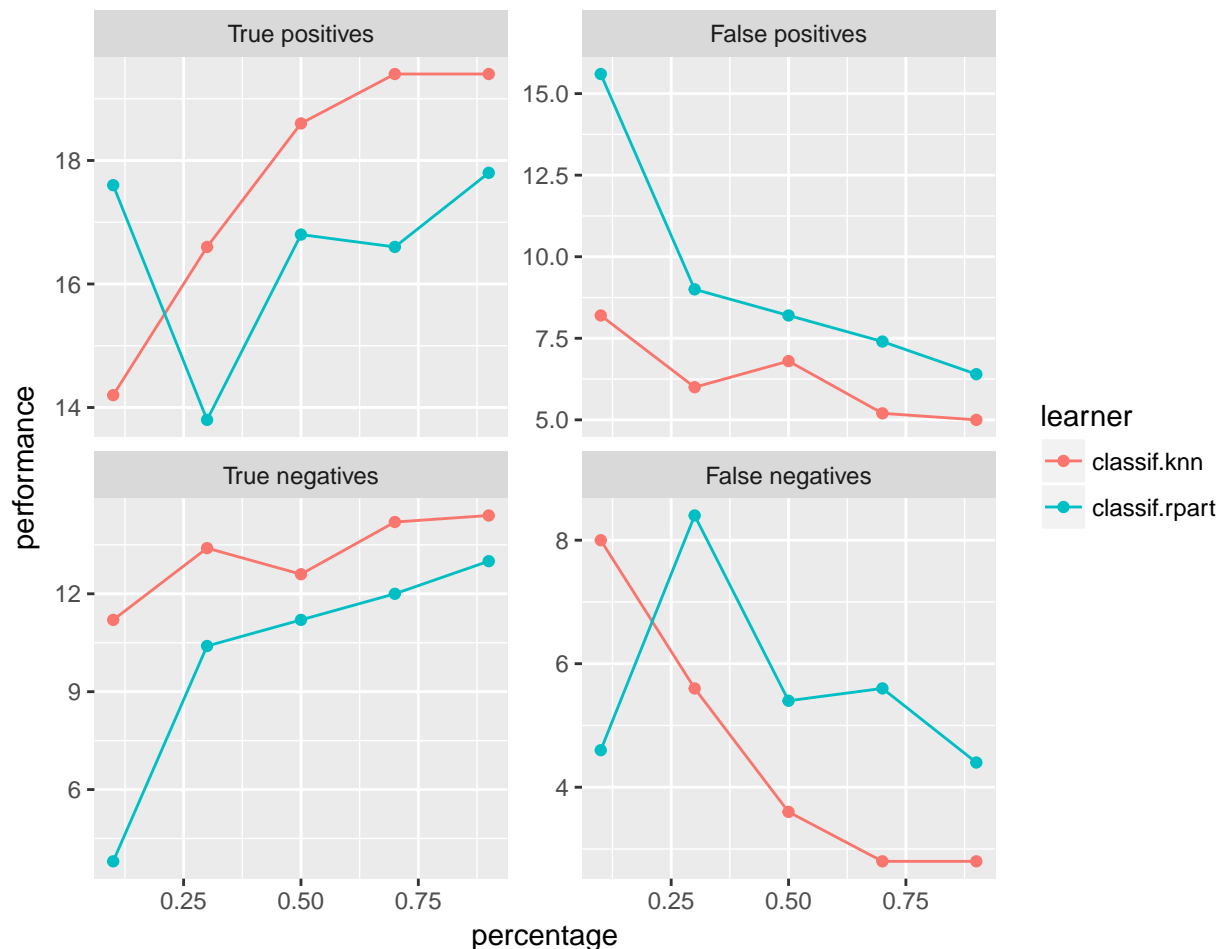 True positives
False positives
18
16
14
15.0
12.5
10.0
7.5
5.0
True negatives
False negatives
12
9
6
8
6
4
0.25 0.50 0.75
0.25 0.50 0.75
performance
percentage
learner
classif.knn
classif.rpart